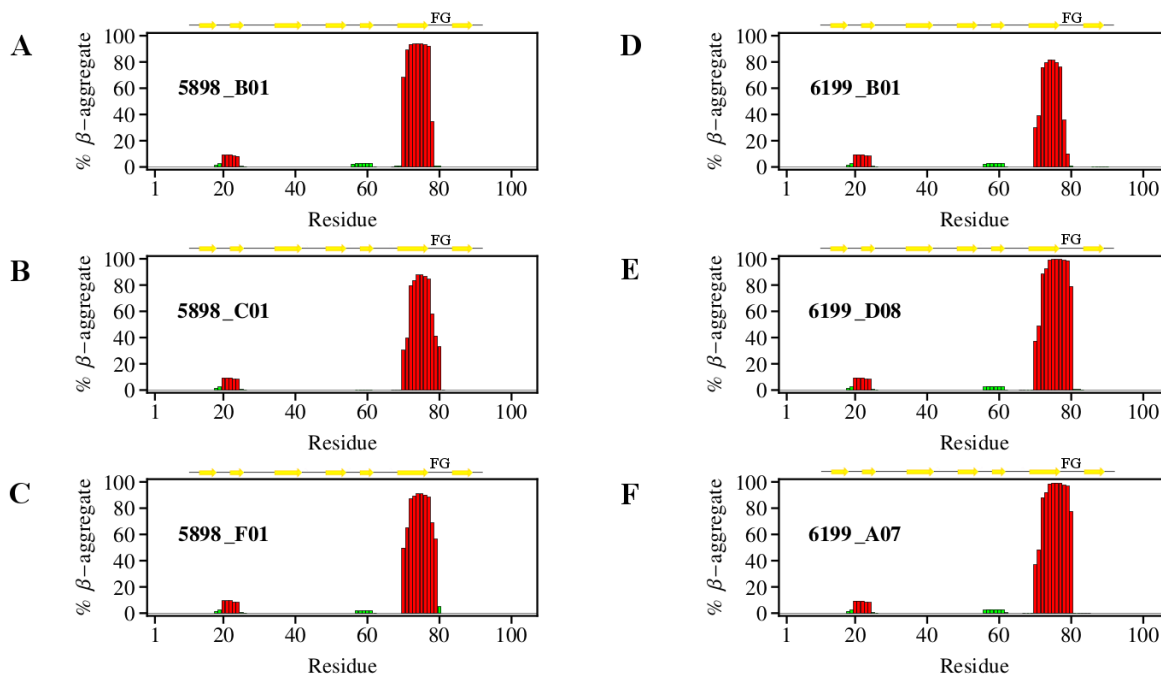 A
FG
% β−aggregate
100
80
60
40
20
0
5898_B01
1 20 40 60 80 100
Residue
B
FG
% β−aggregate
100
80
60
40
20
0
5898_C01
1 20 40 60 80 100
Residue
C
FG
% β−aggregate
100
80
60
40
20
0
5898_F01
1 20 40 60 80 100
Residue
D
FG
% β−aggregate
100
80
60
40
20
0
6199_B01
1 20 40 60 80 100
Residue
E
FG
% β−aggregate
100
80
60
40
20
0
6199_D08
1 20 40 60 80 100
Residue
F
FG
% β−aggregate
100
80
60
40
20
0
6199_A07
1 20 40 60 80 100
Residue